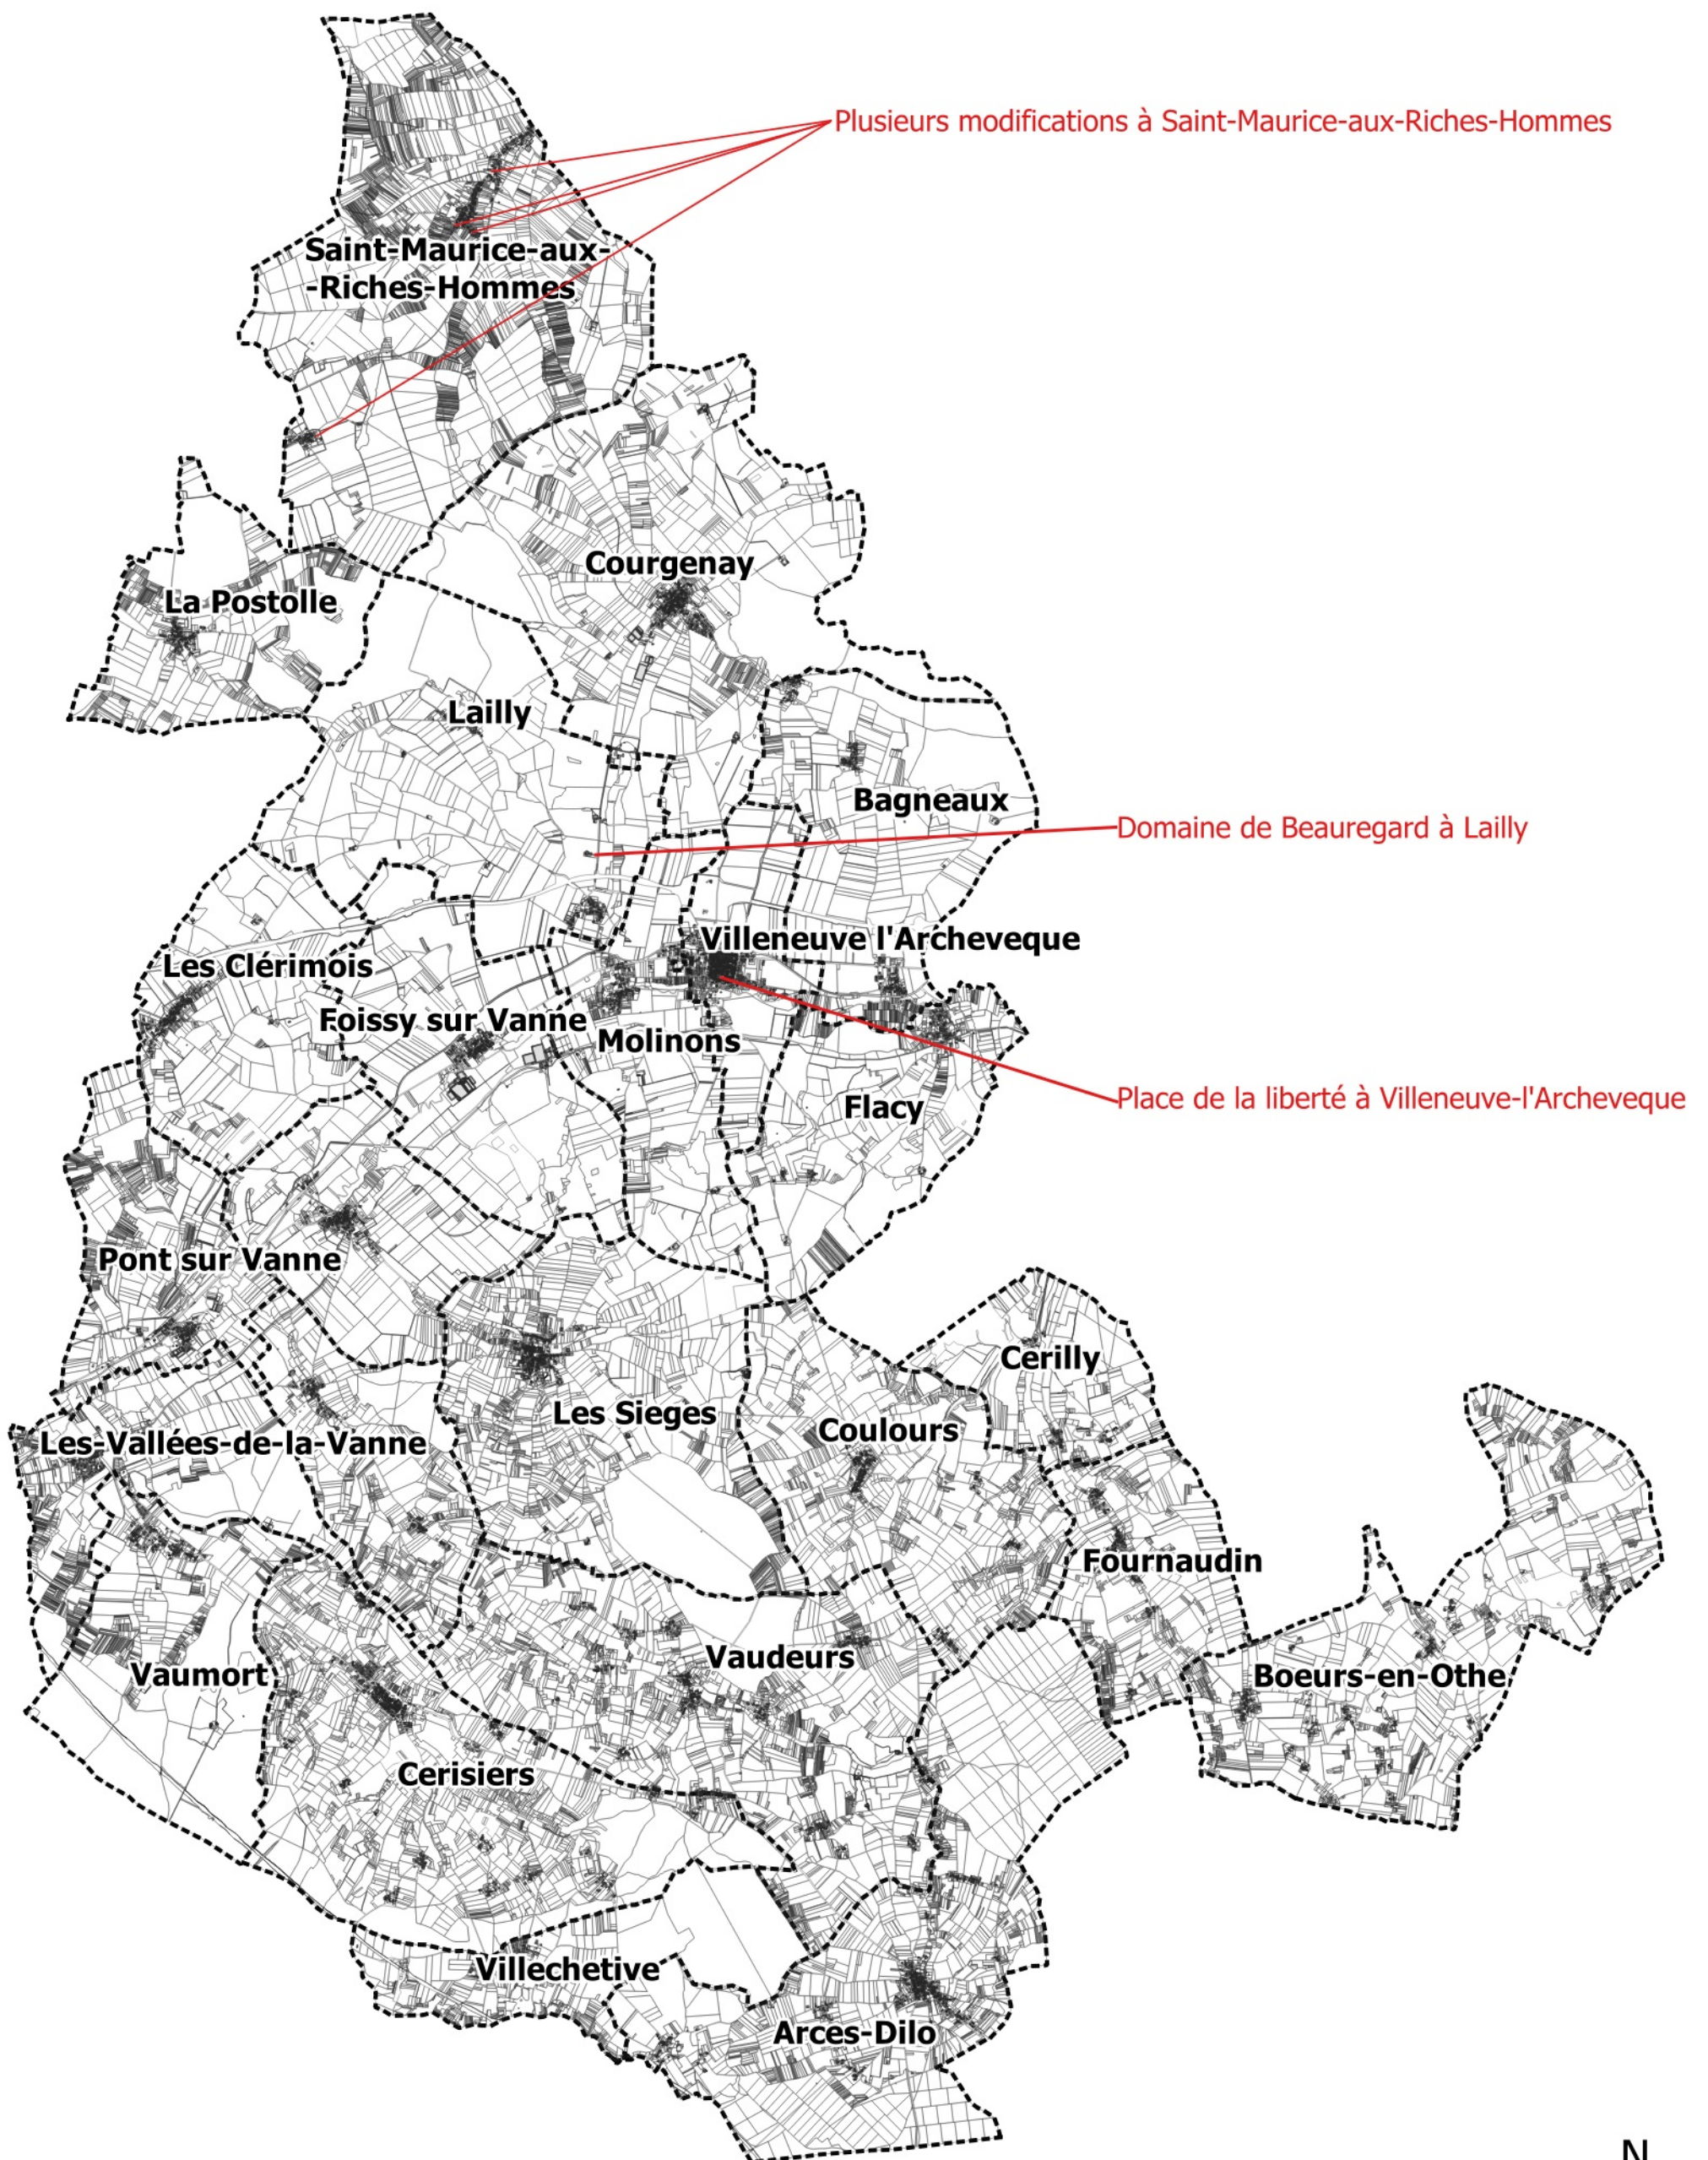 Plusieurs modifications à Saint-Maurice-aux-Riches-Hommes
Saint-Maurice-aux-
-Riches-Hommes
Courgenay
La Postolle
Lailly
Bagneaux
Domaine de Beauregard à Lailly
Villeneuve l'Archeveque
Les Clérimois
Foissy sur Vanne
Molinons
Place de la liberté à Villeneuve-l'Archeveque
Flacy
Pont sur Vanne
Cerilly
Les Sieges
Coulours
Les-Vallées-de-la-Vanne
Fournaudin
Vaudeurs
Vaumort
Boeurs-en-Othe
Cerisiers
Villechetive
Arces-Dilo
N